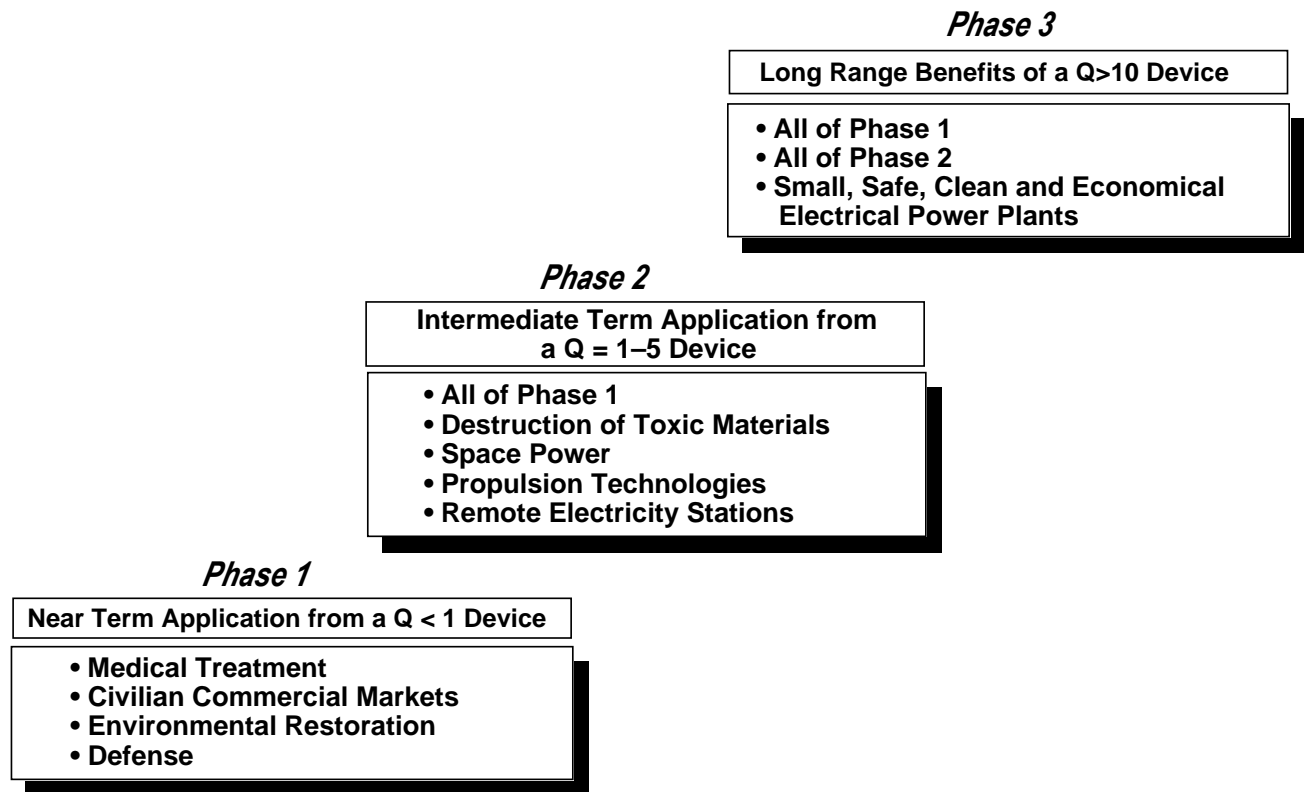 Phase 3
Long Range Benefits of a Q>10 Device
• All of Phase 1
• All of Phase 2
• Small, Safe, Clean and Economical
Electrical Power Plants
Phase 2
Intermediate Term Application from
a Q = 1–5 Device
• All of Phase 1
• Destruction of Toxic Materials
• Space Power
• Propulsion Technologies
• Remote Electricity Stations
Phase 1
Near Term Application from a Q < 1 Device
• Medical Treatment
• Civilian Commercial Markets
• Environmental Restoration
• Defense